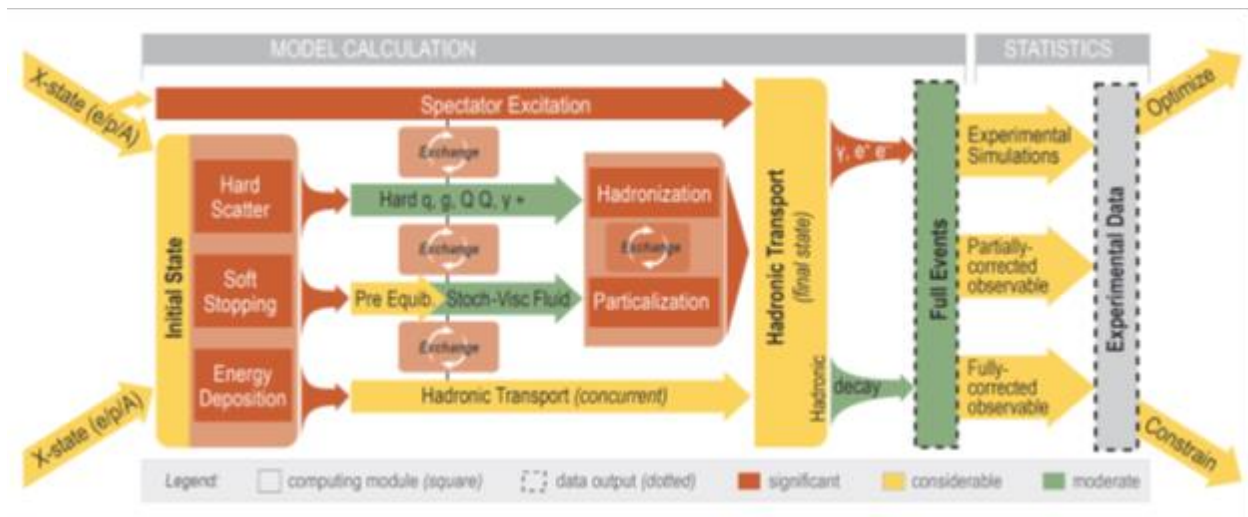 MODEL CALCULATION
STATISTICS
X-state (e/p/A)
Spectator Excitation
Optimize
Exchange
Initial State
Hard
Scatter
Hard q, g, Q Q, γ +
Hadronization
Exchange
Exchange
Soft
Stopping
Pre Equib.
Stoch-Visc Fluid
Particalization
Exchange
Energy
Deposition
Hadronic Transport (concurrent)
X-state (e/p/A)
Hadronic Transport
(final state)
γ, e⁺ e⁻
Hadronic
decay
Full Events
Experimental
Simulations
Partially-
corrected
observable
Fully-
corrected
observable
Experimental Data
Constrain
Legend:
computing module (square)
data output (dotted)
significant
considerable
moderate